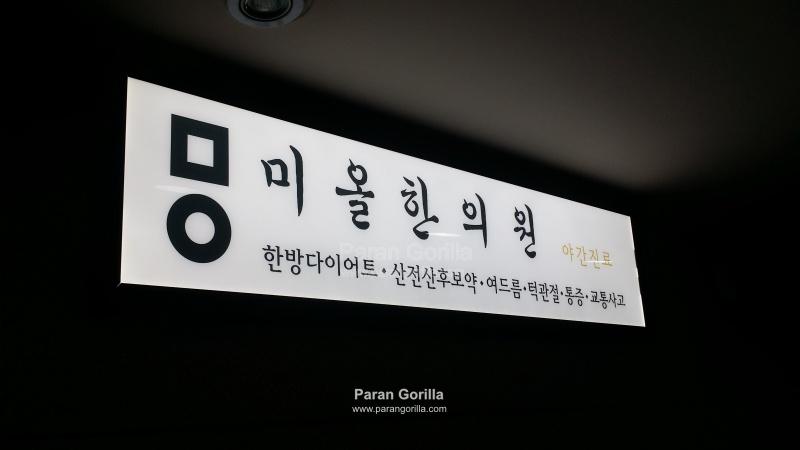 미올한의원
야간진료
한방다이어트·산전산후보약·여드름·턱관절·통증·교통사고
Paran Gorilla
Paran Gorilla
www.parangorilla.com